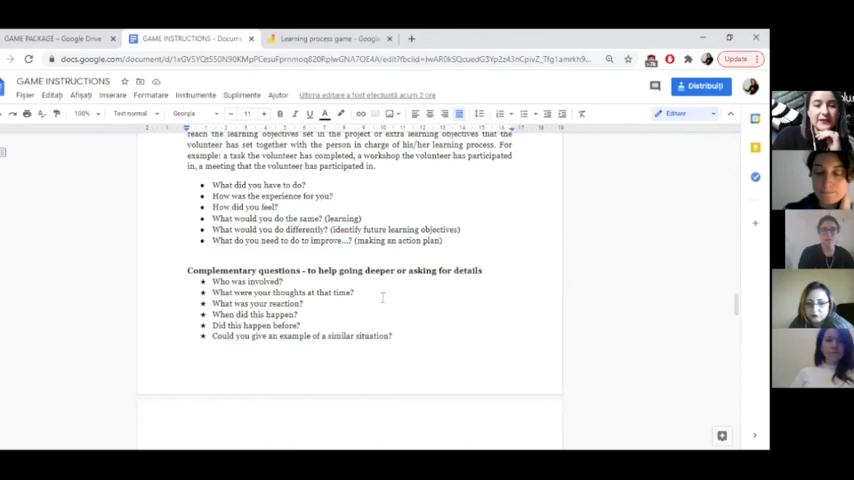 GAME PACKAGE – Google Drive
GAME INSTRUCTIONS - Docum
Learning process game - Google
GAME INSTRUCTIONS
Update
Fișier Editați Afișați Inserare Formatare Instrumente Suplimente Ajutor Ultima editare a fost efectuată acum 2 ore
Distribuiți
100% Normal text Georgia 11 Editare
reach the learning objectives set in the project or extra learning objectives that the
volunteer has set together with the person in charge of his/her learning process. For
example: a task the volunteer has completed, a workshop the volunteer has participated
in, a meeting that the volunteer has participated in.
● What did you have to do?
● How was the experience for you?
● How did you feel?
● What would you do the same? (learning)
● What would you do differently? (identify future learning objectives)
● What do you need to do to improve...? (making an action plan)
Complementary questions - to help going deeper or asking for details
★ Who was involved?
★ What were your thoughts at that time?
★ What was your reaction?
★ When did this happen?
★ Did this happen before?
★ Could you give an example of a similar situation?